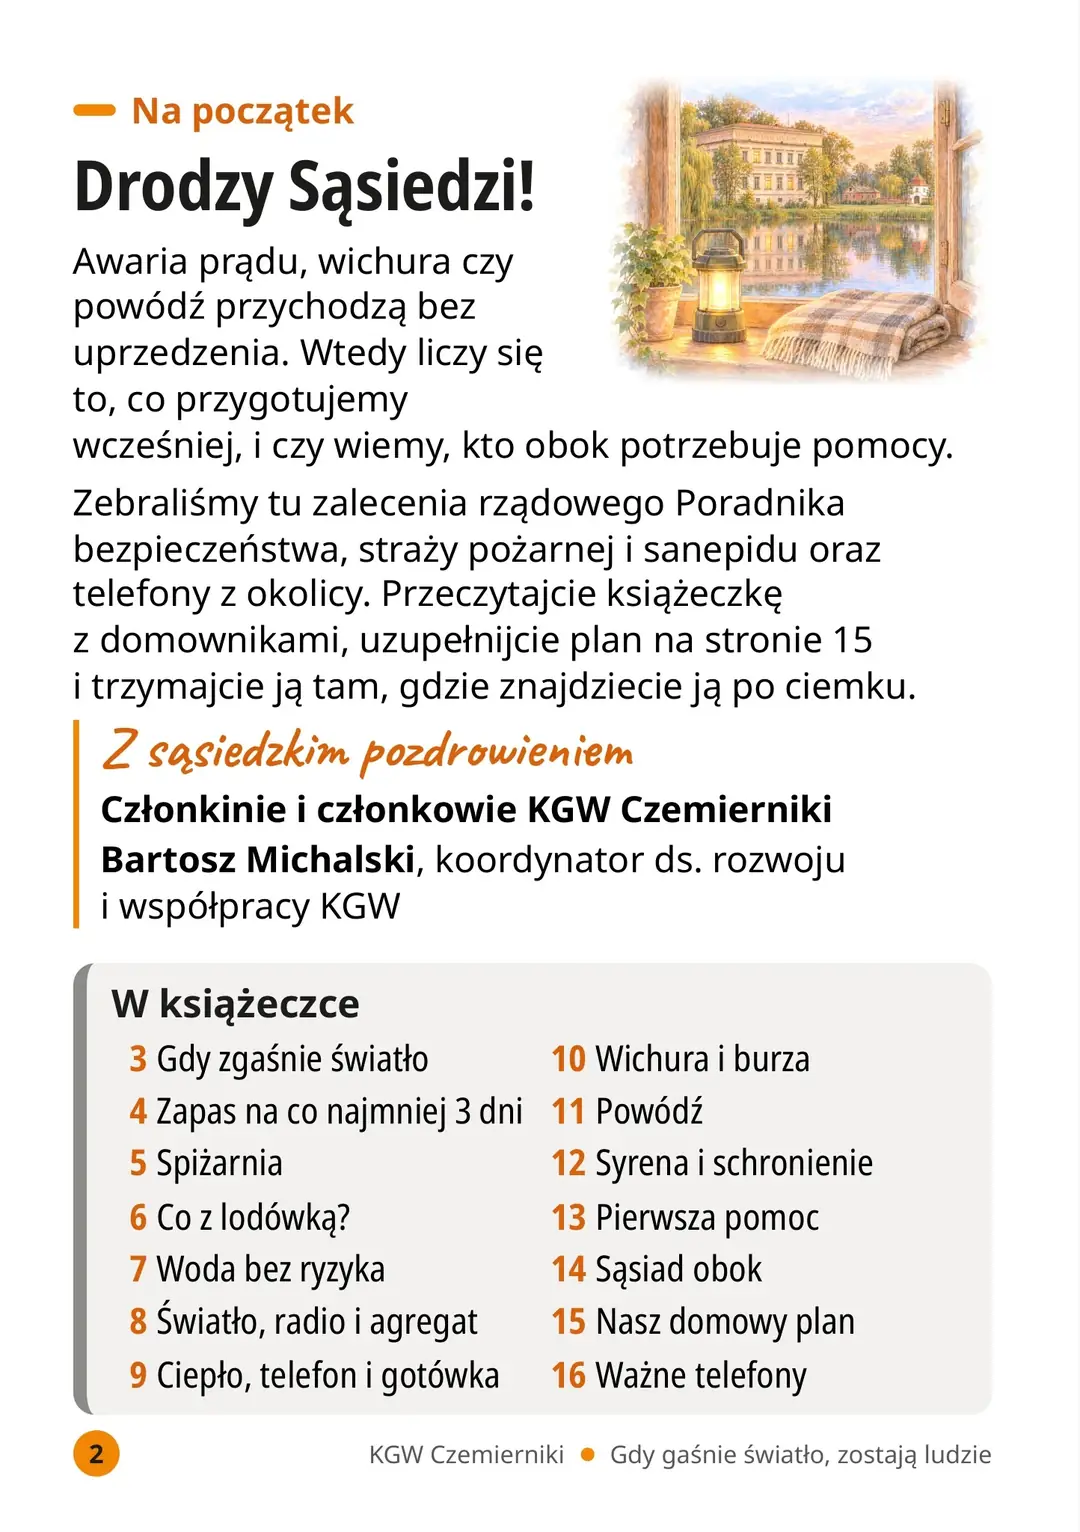 Na początek
Drodzy Sąsiedzi!
Awaria prądu, wichura czy
powódź przychodzą bez
uprzedzenia. Wtedy liczy się
to, co przygotujemy
wcześniej, i czy wiemy, kto obok potrzebuje pomocy.
Zebraliśmy tu zalecenia rządowego Poradnika
bezpieczeństwa, straży pożarnej i sanepidu oraz
telefony z okolicy. Przeczytajcie książeczkę
z domownikami, uzupełnijcie plan na stronie 15
i trzymajcie ją tam, gdzie znajdziecie ją po ciemku.
Z sąsiedzkim pozdrowieniem
Członkinie i członkowie KGW Czemierniki
Bartosz Michalski, koordynator ds. rozwoju
i współpracy KGW
W książeczce
3 Gdy zgaśnie światło
4 Zapas na co najmniej 3 dni
5 Spiżarnia
6 Co z lodówką?
7 Woda bez ryzyka
8 Światło, radio i agregat
9 Ciepło, telefon i gotówka
10 Wichura i burza
11 Powódź
12 Syrena i schronienie
13 Pierwsza pomoc
14 Sąsiad obok
15 Nasz domowy plan
16 Ważne telefony
2
KGW Czemierniki ● Gdy gaśnie światło, zostają ludzie